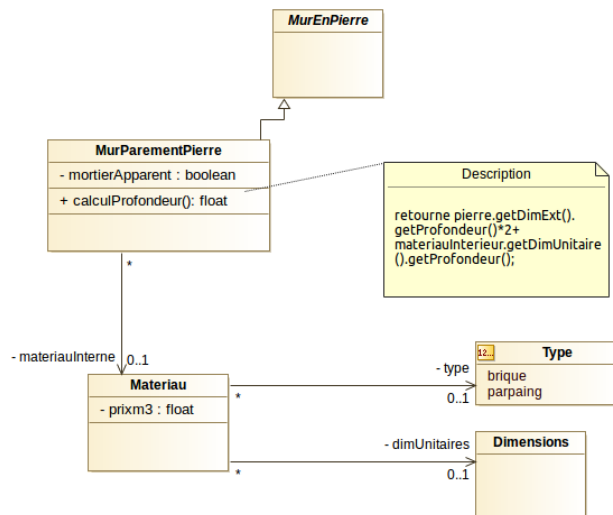 MurEnPierre
MurParementPierre
- mortierApparent : boolean
+ calculProfondeur(): float
Description
retourne pierre.getDimExt().
getProfondeur()*2+
materiauInterieur.getDimUnitaire
().getProfondeur();
*
- materiauInterne
0..1
Materiau
- prixm3 : float
*
- type
0..1
12...
Type
brique
parpaing
*
- dimUnitaires
0..1
Dimensions